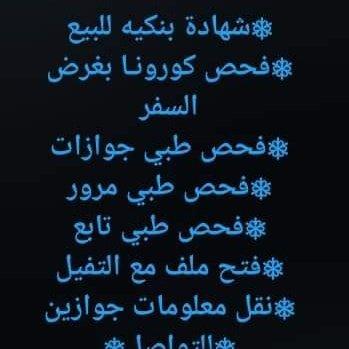 ❄شهادة بنكيه للبيع
❄فحص كورونا بغرض
السفر
❄فحص طبي جوازات
❄فحص طبي مرور
❄فحص طبي تابع
❄فتح ملف مع التفيل
❄نقل معلومات جوازين
❄التواصل❄